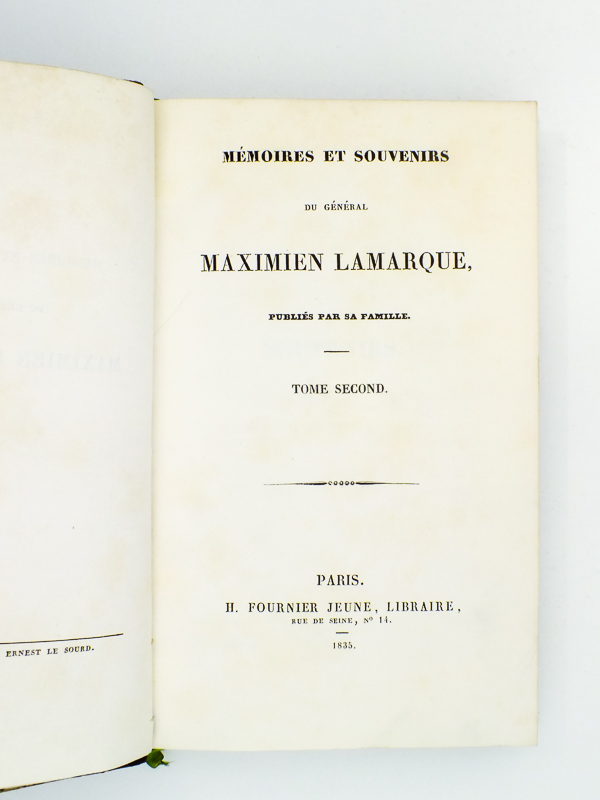 ERNEST LE SOURD.
MÉMOIRES ET SOUVENIRS
DU GÉNÉRAL
MAXIMIEN LAMARQUE,
PUBLIÉS PAR SA FAMILLE.
TOME SECOND.
PARIS.
H. FOURNIER JEUNE, LIBRAIRE,
RUE DE SEINE, Nº 14.
1835.